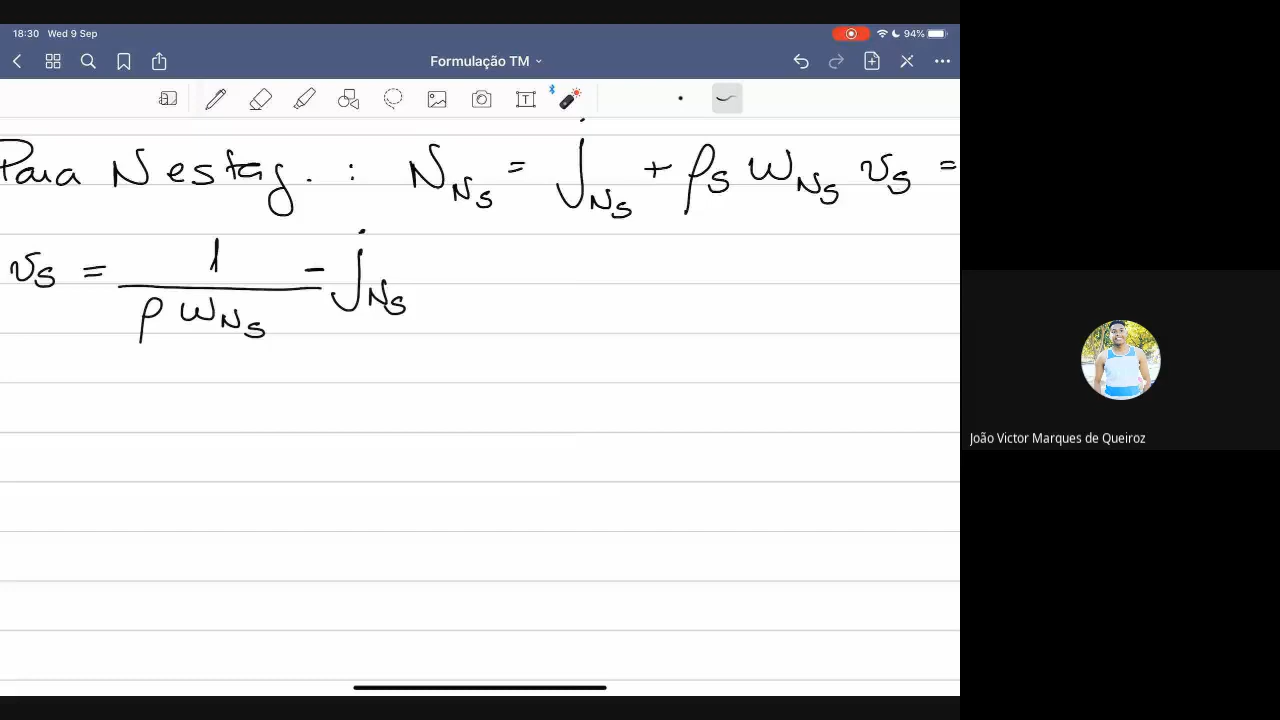 18:30 Wed 9 Sep 94%
Formulação TM
T
Para N estag. : N_{N_S} = j_{N_S} + ρ_S ω_{N_S} v_S =
v_S = 1 / (ρ ω_{N_S}) - j_{N_S}
João Victor Marques de Queiroz